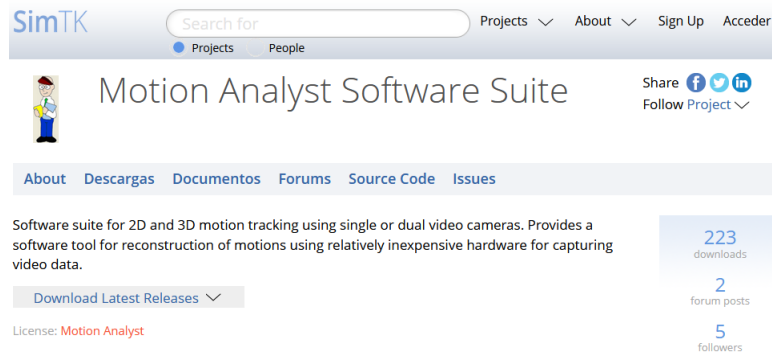 SimTK
Search for
Projects About Sign Up Acceder
Projects People
Motion Analyst Software Suite
Share
Follow Project
About Descargas Documentos Forums Source Code Issues
Software suite for 2D and 3D motion tracking using single or dual video cameras. Provides a
software tool for reconstruction of motions using relatively inexpensive hardware for capturing
video data.
Download Latest Releases
License: Motion Analyst
223
downloads
2
forum posts
5
followers